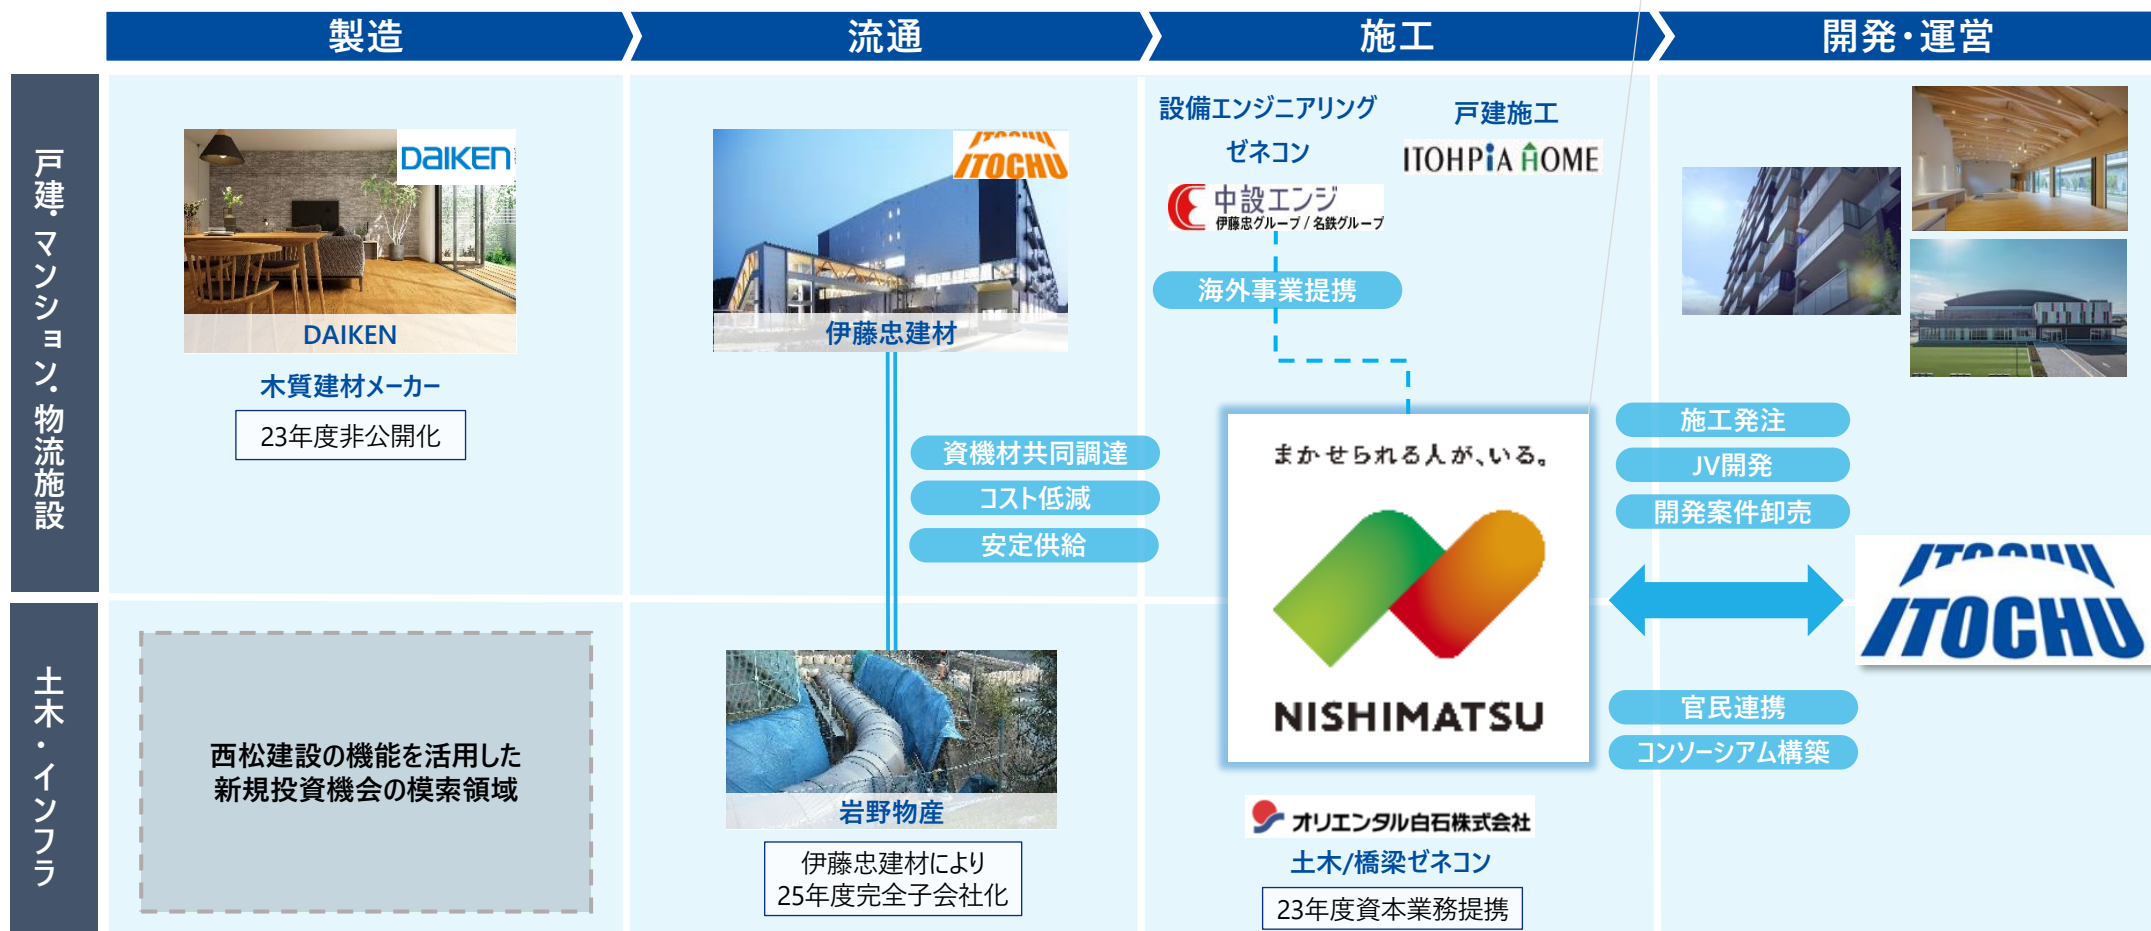 製造
流通
施工
開発・運営
戸建・マンション・物流施設
DAIKEN
DAIKEN
木質建材メーカー
23年度非公開化
ITOCHU
ITOCHU
伊藤忠建材
資機材共同調達
コスト低減
安定供給
設備エンジニアリング
ゼネコン
中設エンジ
伊藤忠グループ / 名鉄グループ
戸建施工
ITOHPiA HOME
海外事業提携
まかせられる人が、いる。
NISHIMATSU
施工発注
JV開発
開発案件卸売
ITOCHU
ITOCHU
官民連携
コンソーシアム構築
土木・インフラ
西松建設の機能を活用した
新規投資機会の模索領域
岩野物産
伊藤忠建材により
25年度完全子会社化
オリエンタル白石株式会社
土木/橋梁ゼネコン
23年度資本業務提携